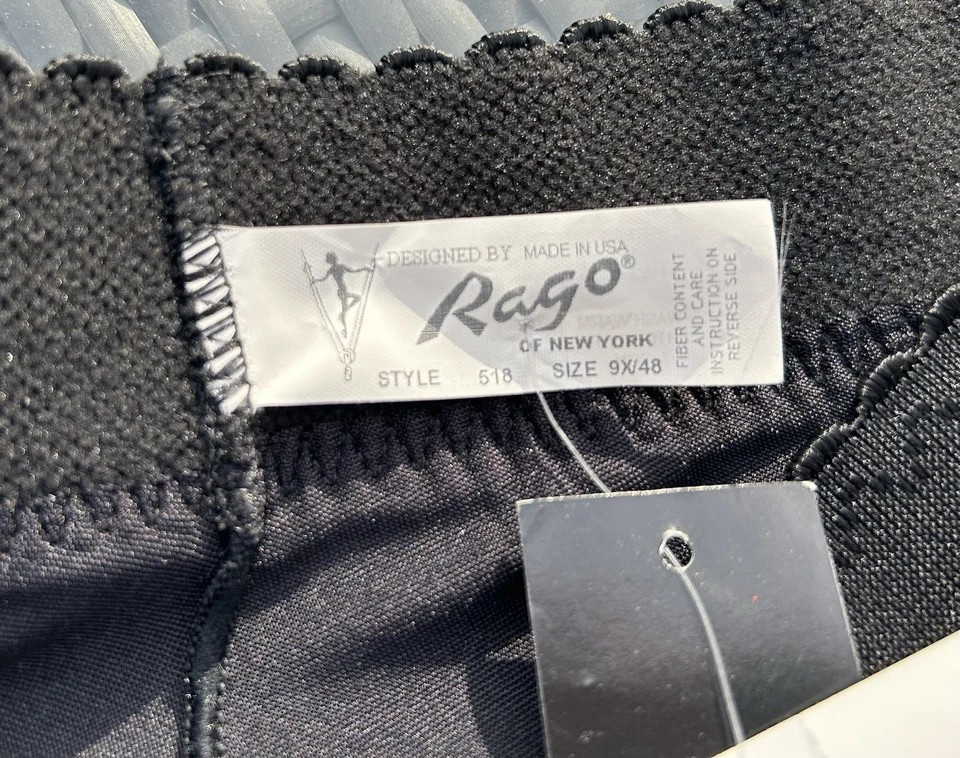 DESIGNED BY MADE IN USA
Rago®
OF NEW YORK
STYLE 518 SIZE 9X/48
FIBER CONTENT
AND CARE
INSTRUCTION ON
REVERSE SIDE